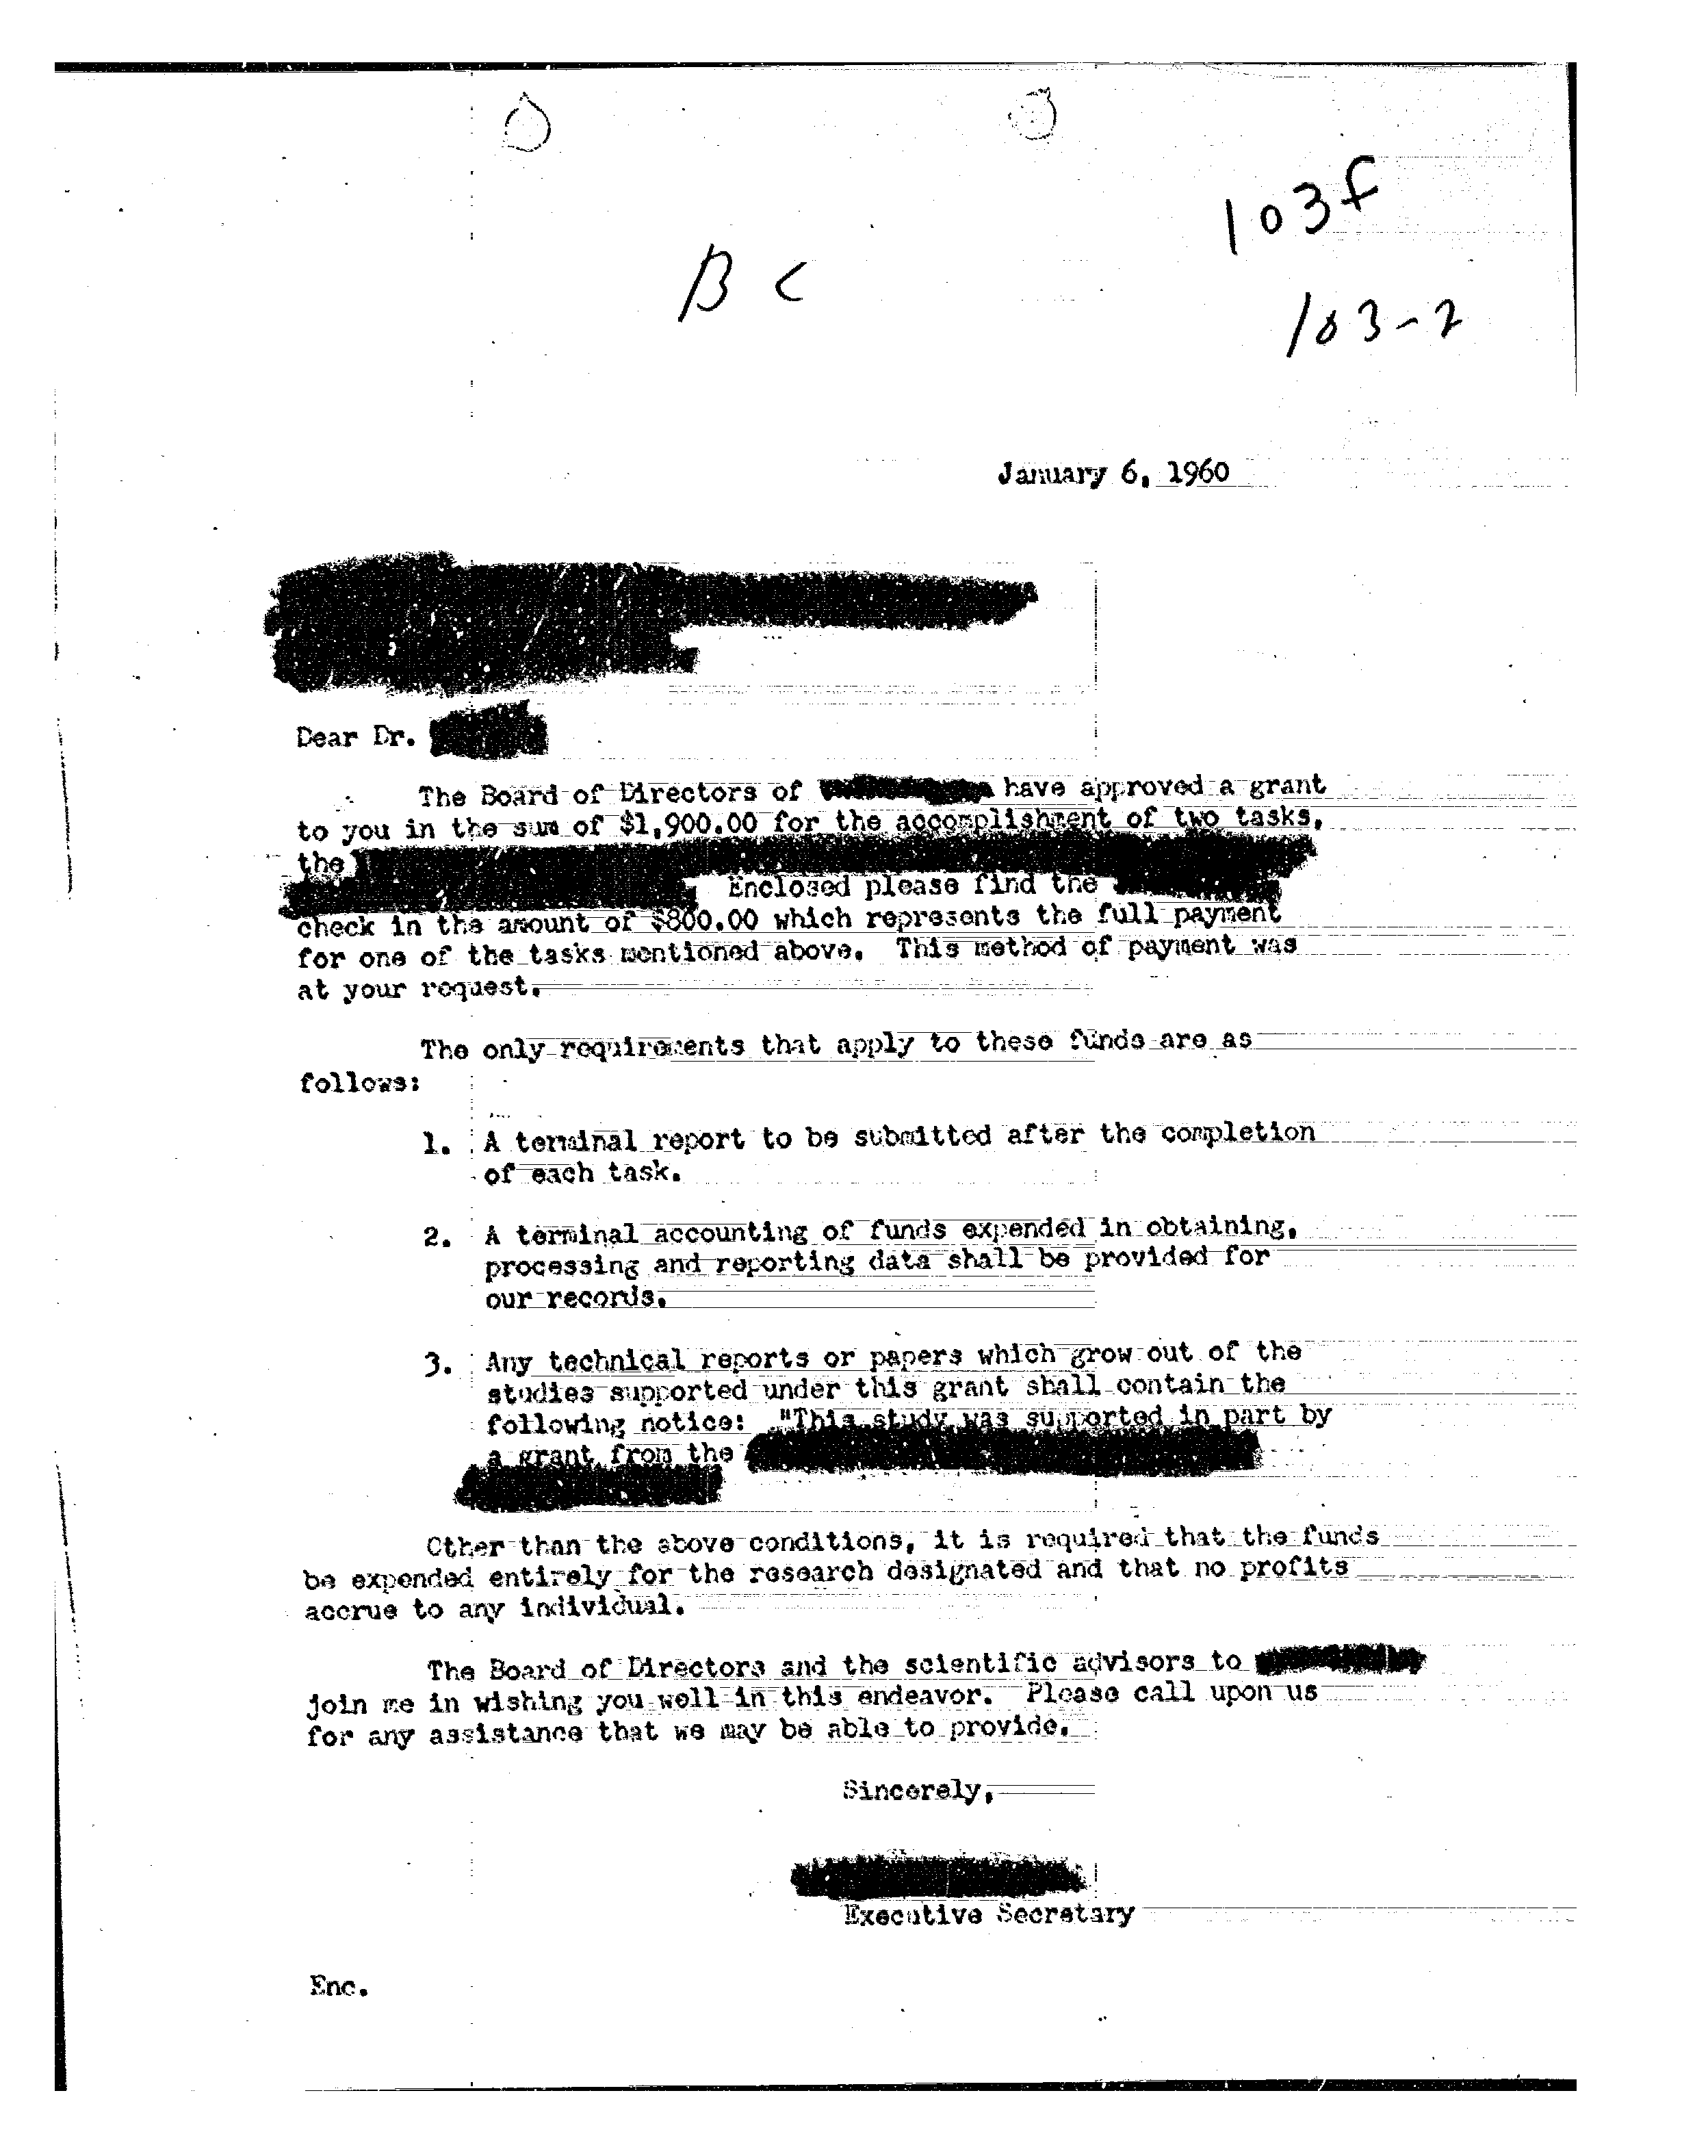 103f
BC
103-2
January 6, 1960
Dear Dr.
The Board of Directors of have approved a grant
to you in the sum of $1,900.00 for the accomplishment of two tasks,
the
Enclosed please find the
check in the amount of $800.00 which represents the full payment
for one of the tasks mentioned above. This method of payment was
at your request.
The only requirements that apply to these funds are as
follows:
1. A terminal report to be submitted after the completion
of each task.
2. A terminal accounting of funds expended in obtaining,
processing and reporting data shall be provided for
our records.
3. Any technical reports or papers which grow out of the
studies supported under this grant shall contain the
following notice: "This study was supported in part by
a grant from the
Other than the above conditions, it is required that the funds
be expended entirely for the research designated and that no profits
accrue to any individual.
The Board of Directors and the scientific advisors to
join me in wishing you well in this endeavor. Please call upon us
for any assistance that we may be able to provide.
Sincerely,
Executive Secretary
Enc.